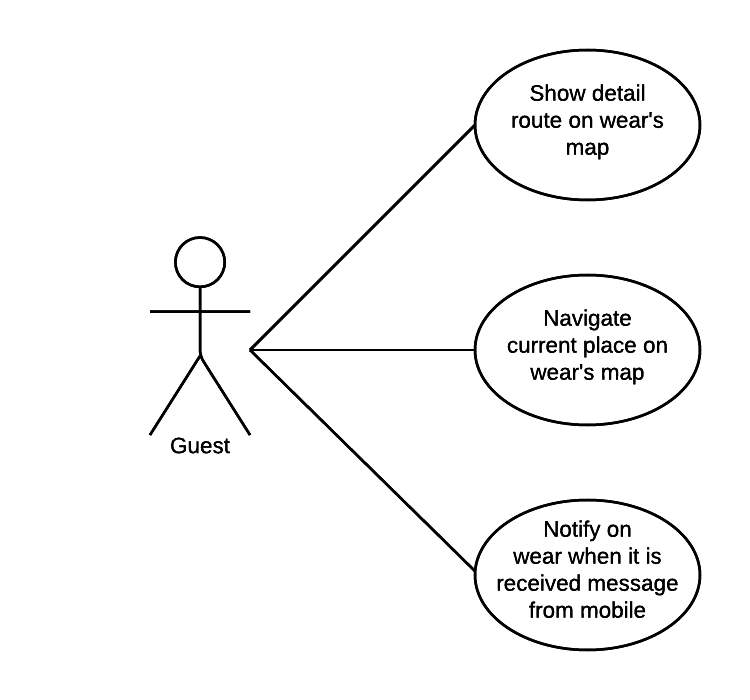 Show detail
route on wear's
map
Navigate
current place on
wear's map
Guest
Notify on
wear when it is
received message
from mobile